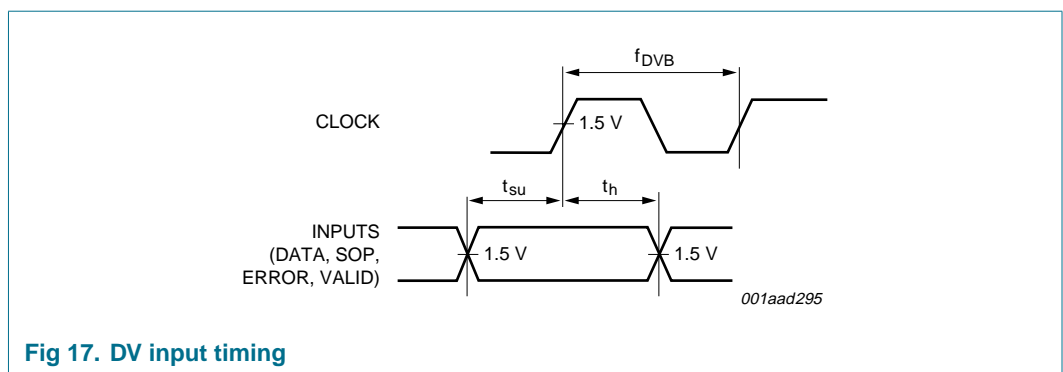 fDVB
CLOCK
1.5 V
tsu
th
INPUTS
(DATA, SOP,
ERROR, VALID)
1.5 V
1.5 V
001aad295
Fig 17. DV input timing